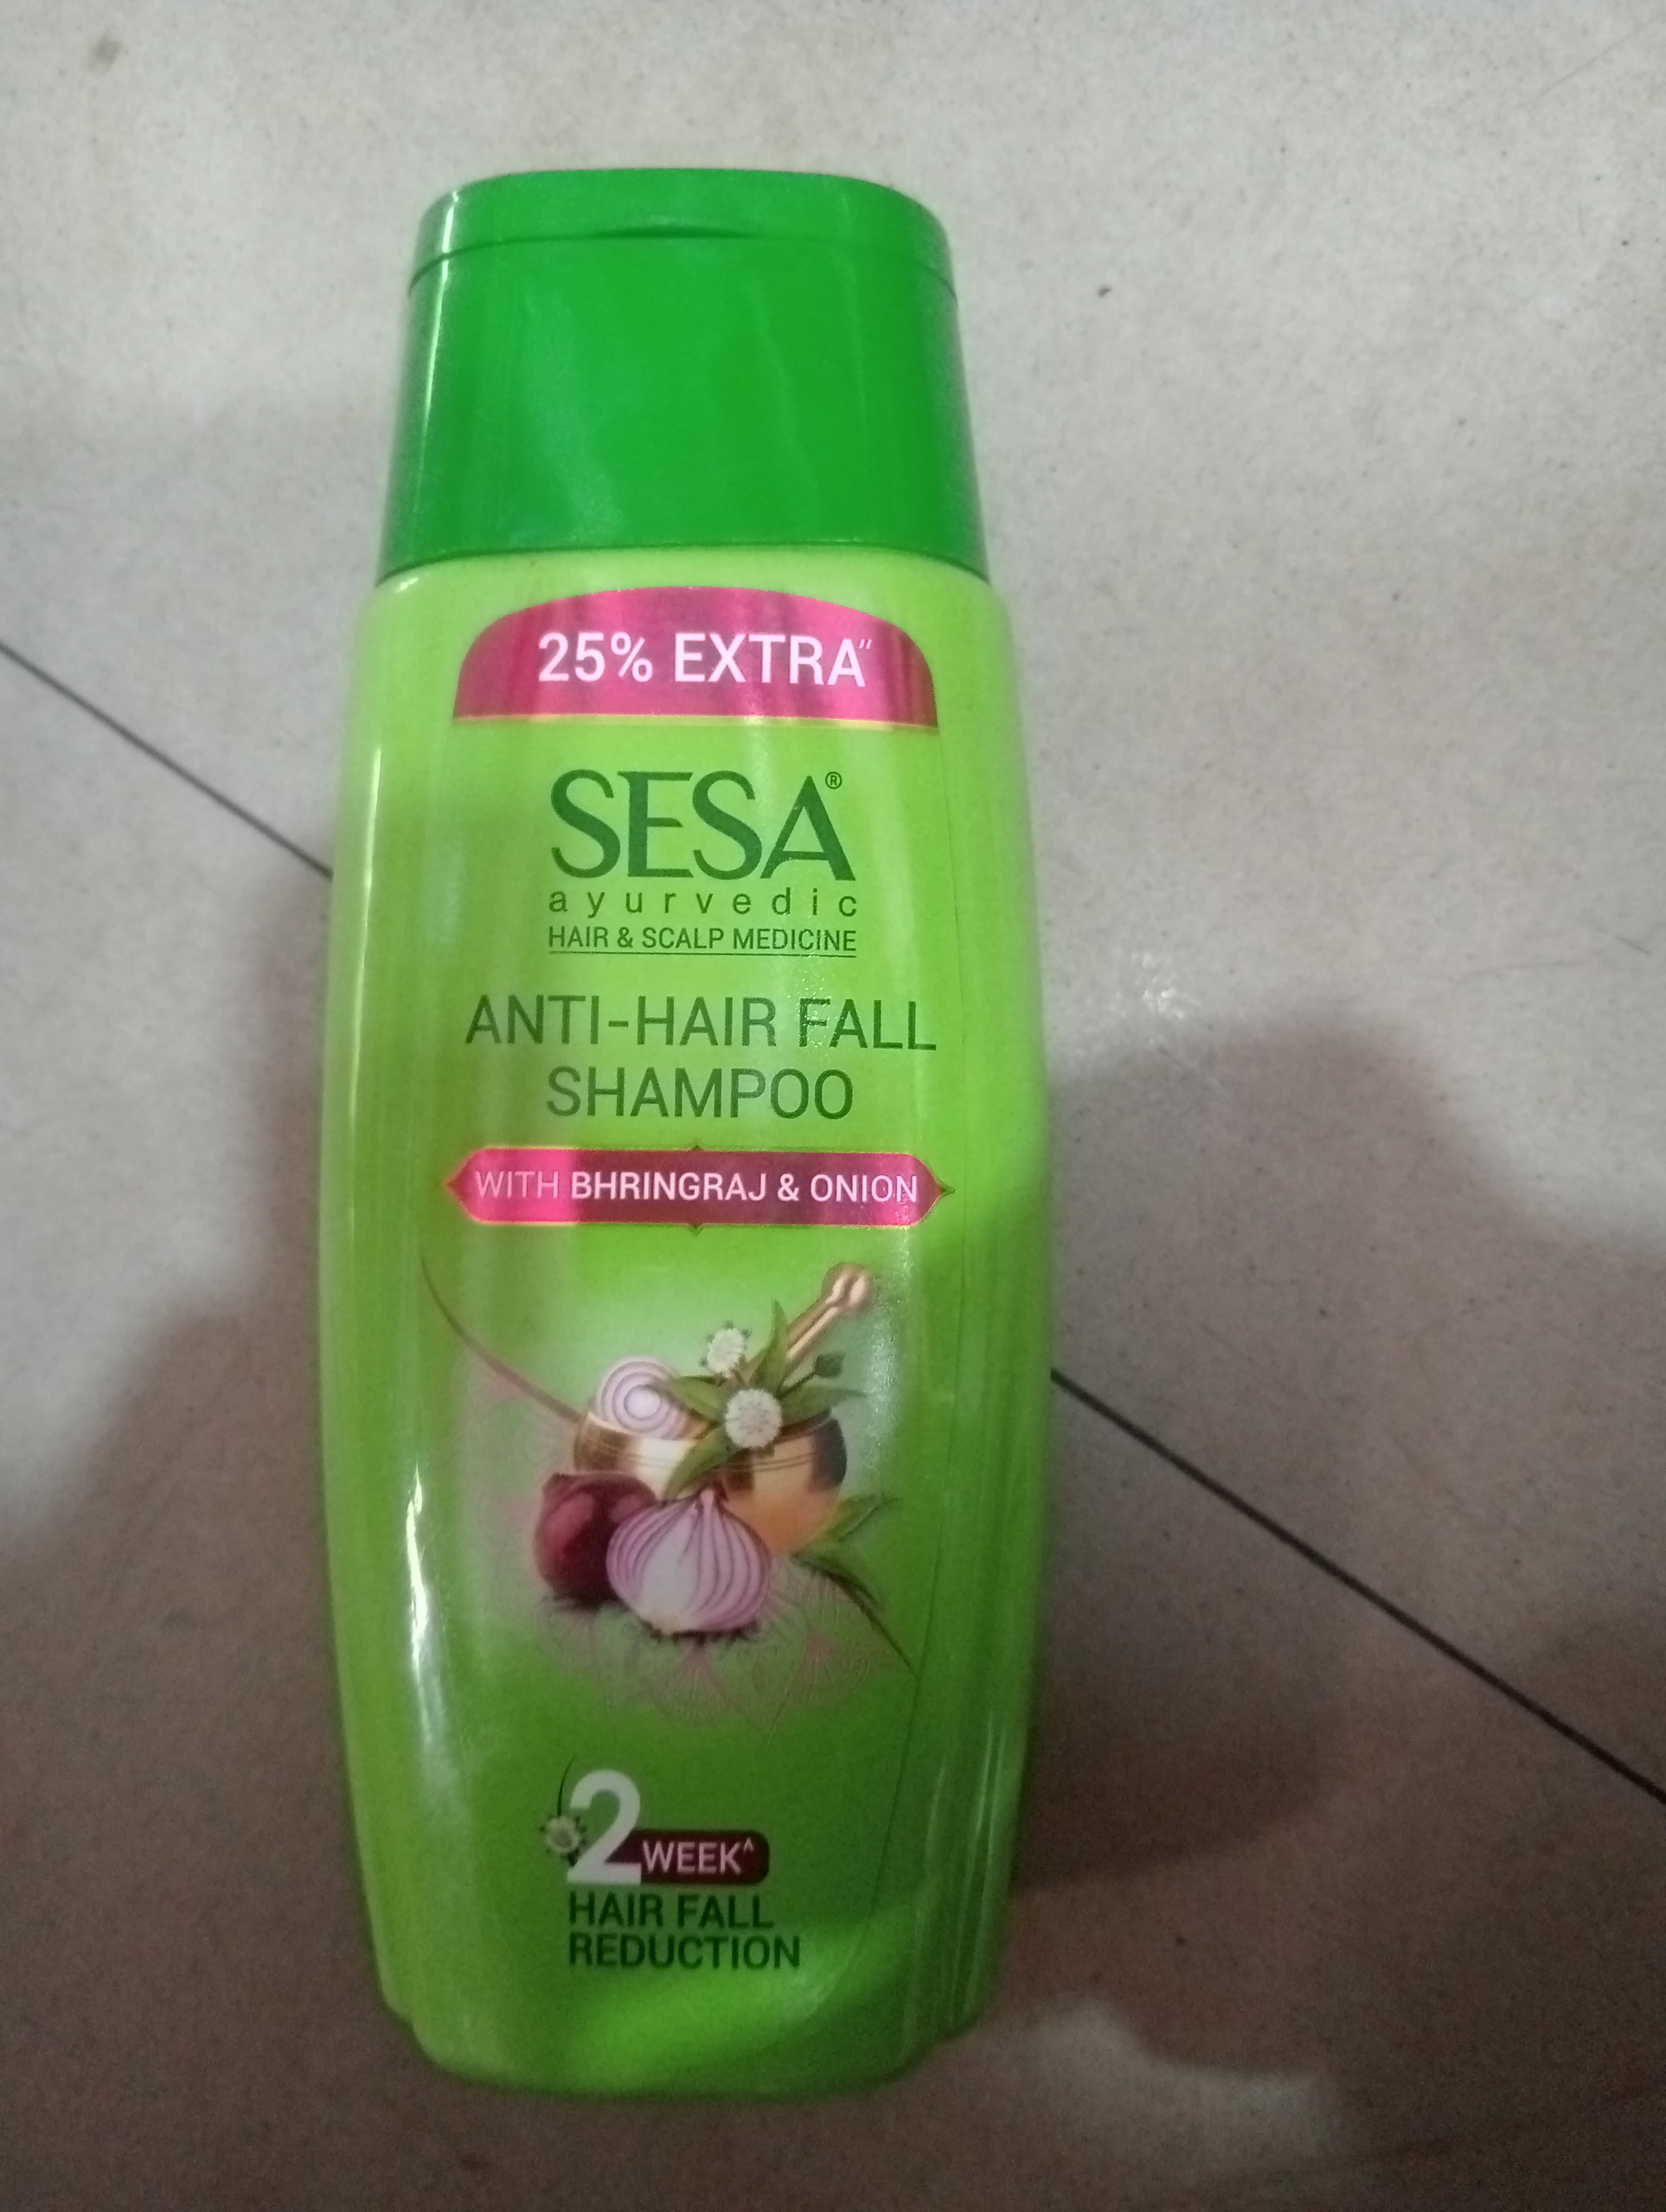 25% EXTRA"
SESA®
ayurvedic
HAIR & SCALP MEDICINE
ANTI-HAIR FALL
SHAMPOO
WITH BHRINGRAJ & ONION
2 WEEK^
HAIR FALL
REDUCTION